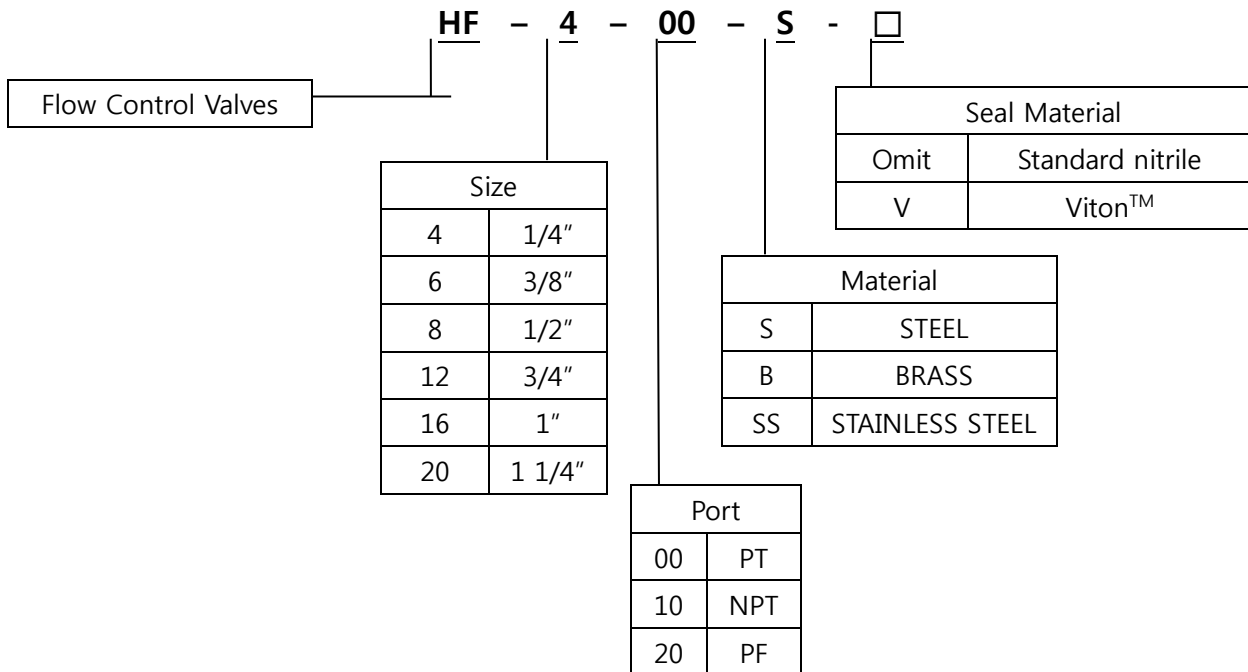 HF – 4 – 00 – S - □
Flow Control Valves
Seal Material
Omit Standard nitrile
V Viton™
Size
4 1/4"
6 3/8"
8 1/2"
12 3/4"
16 1"
20 1 1/4"
Material
S STEEL
B BRASS
SS STAINLESS STEEL
Port
00 PT
10 NPT
20 PF